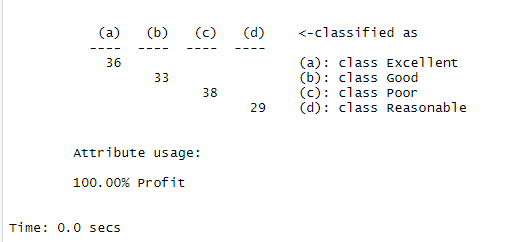 (a) (b) (c) (d) <-classified as
---- ---- ---- ----
36 (a): class Excellent
33 (b): class Good
38 (c): class Poor
29 (d): class Reasonable
Attribute usage:
100.00% Profit
Time: 0.0 secs